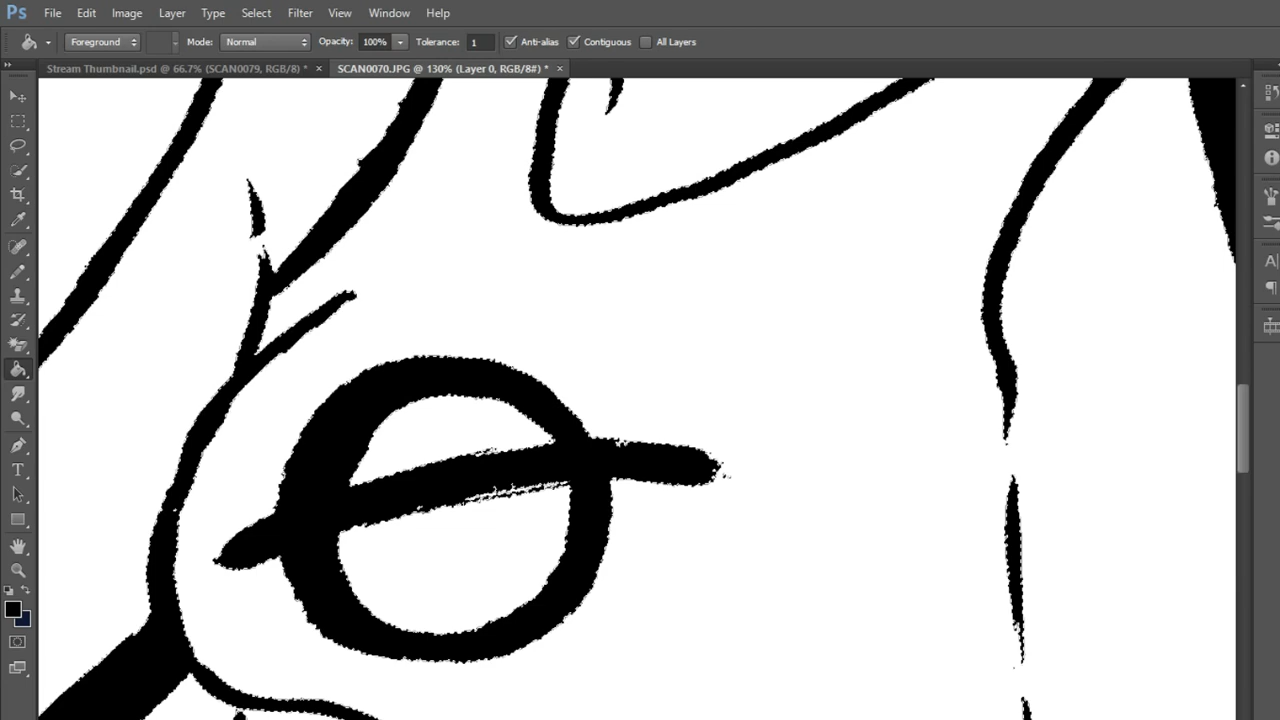 Ps File Edit Image Layer Type Select Filter View Window Help
Foreground Mode: Normal Opacity: 100% Tolerance: 1 Anti-alias Contiguous All Layers
Stream Thumbnail.psd @ 66.7% (SCAN0079, RGB/8) * × SCAN0070.JPG @ 130% (Layer 0, RGB/8#) * ×